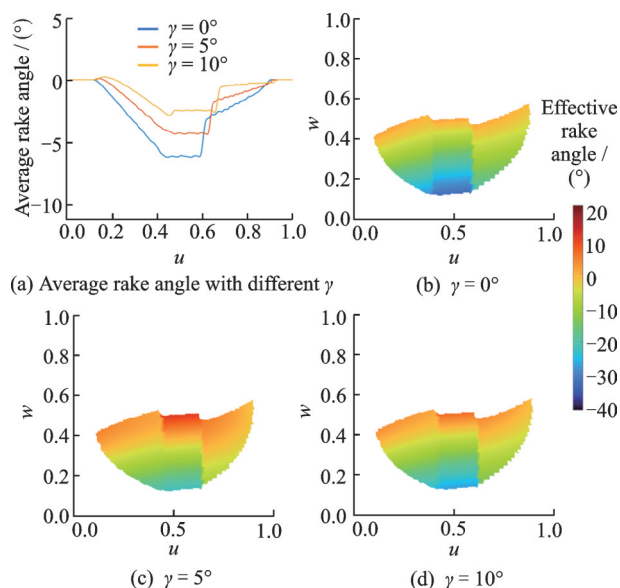 5
0
−5
−10
0.0 0.2 0.4 0.6 0.8 1.0
Average rake angle / (°)
u
γ = 0°
γ = 5°
γ = 10°
(a) Average rake angle with different γ
1.0
0.8
0.6
0.4
0.2
0.0
w
0.0 0.5 1.0
u
(b) γ = 0°
Effective
rake
angle /
(°)
20
10
0
−10
−20
−30
−40
1.0
0.8
0.6
0.4
0.2
0.0
w
0.0 0.5 1.0
u
(c) γ = 5°
1.0
0.8
0.6
0.4
0.2
0.0
w
0.0 0.5 1.0
u
(d) γ = 10°